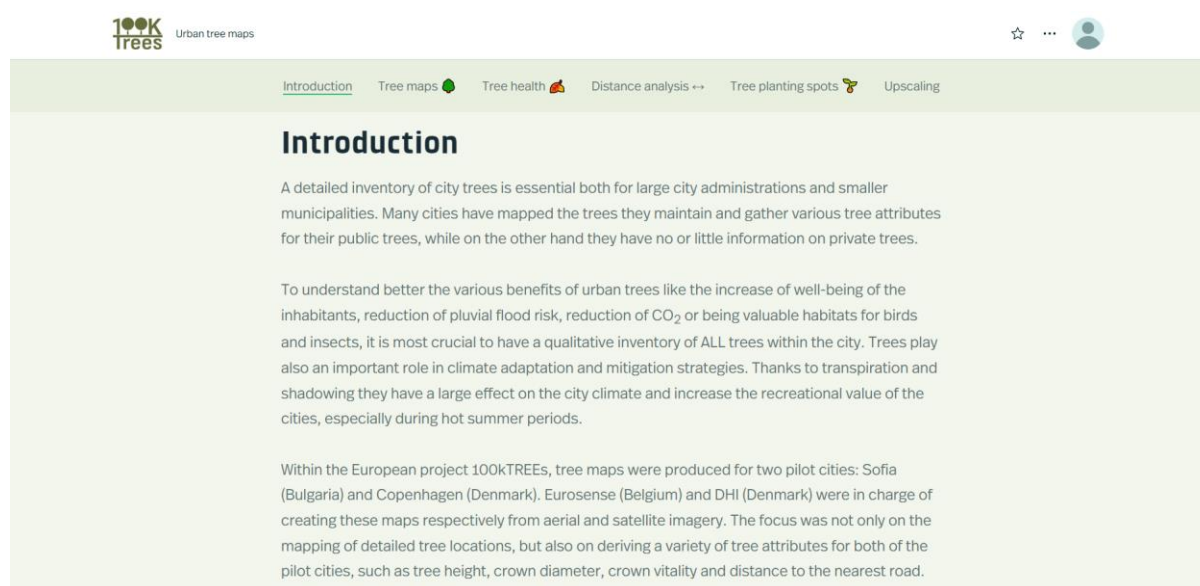 100K
Trees
Urban tree maps
Introduction Tree maps Tree health Distance analysis ↔ Tree planting spots Upscaling
Introduction
A detailed inventory of city trees is essential both for large city administrations and smaller
municipalities. Many cities have mapped the trees they maintain and gather various tree attributes
for their public trees, while on the other hand they have no or little information on private trees.
To understand better the various benefits of urban trees like the increase of well-being of the
inhabitants, reduction of pluvial flood risk, reduction of CO₂ or being valuable habitats for birds
and insects, it is most crucial to have a qualitative inventory of ALL trees within the city. Trees play
also an important role in climate adaptation and mitigation strategies. Thanks to transpiration and
shadowing they have a large effect on the city climate and increase the recreational value of the
cities, especially during hot summer periods.
Within the European project 100kTREEs, tree maps were produced for two pilot cities: Sofia
(Bulgaria) and Copenhagen (Denmark). Eurosense (Belgium) and DHI (Denmark) were in charge of
creating these maps respectively from aerial and satellite imagery. The focus was not only on the
mapping of detailed tree locations, but also on deriving a variety of tree attributes for both of the
pilot cities, such as tree height, crown diameter, crown vitality and distance to the nearest road.